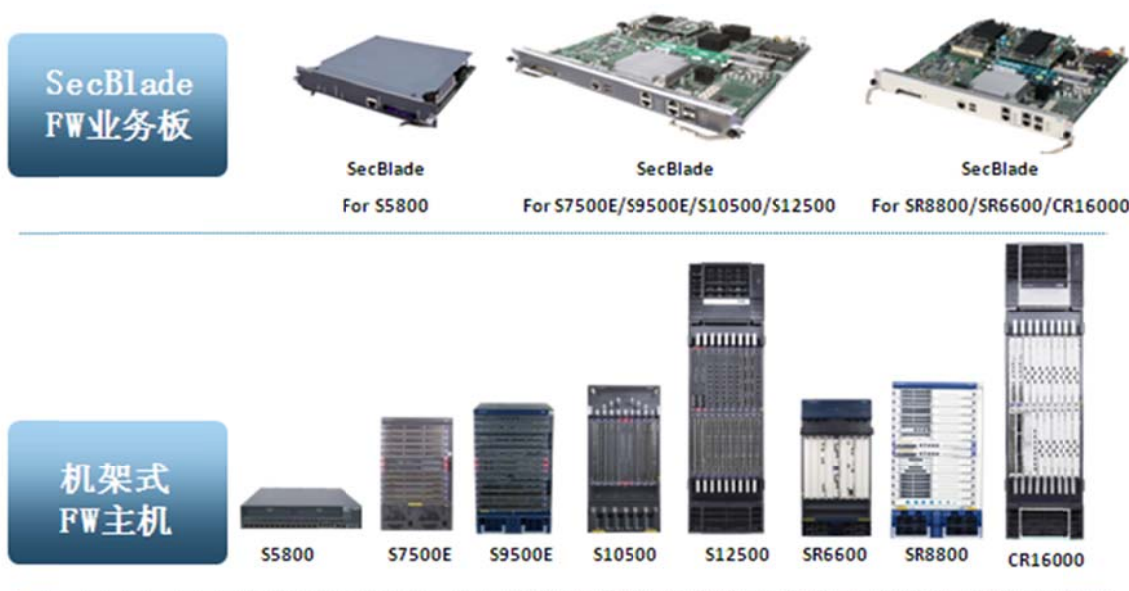 SecBlade
FW业务板
SecBlade
For S5800
SecBlade
For S7500E/S9500E/S10500/S12500
SecBlade
For SR8800/SR6600/CR16000
机架式
FW主机
S5800
S7500E
S9500E
S10500
S12500
SR6600
SR8800
CR16000